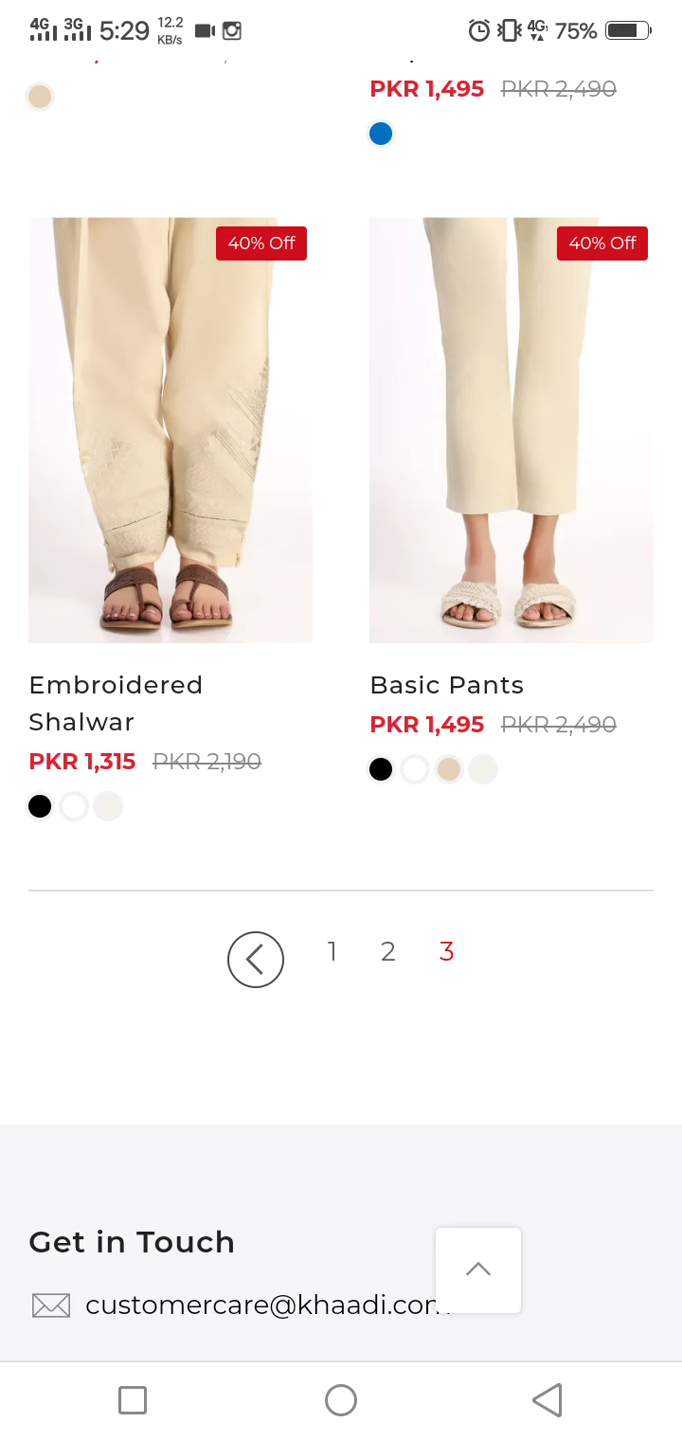 4G 3G 5:29 12.2 KB/s 4G 75%
PKR 1,495 PKR 2,490
40% Off
40% Off
Embroidered
Shalwar
PKR 1,315 PKR 2,190
Basic Pants
PKR 1,495 PKR 2,490
1 2 3
Get in Touch
customercare@khaadi.com